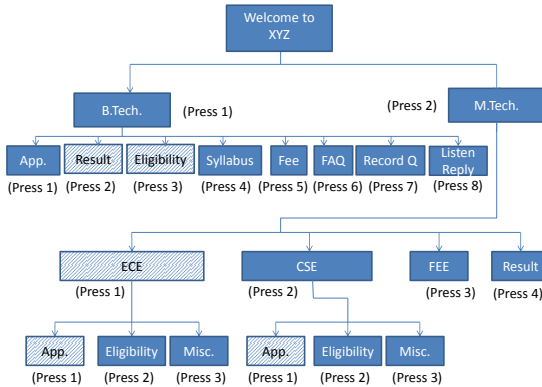 Welcome to
XYZ
B.Tech.
(Press 1)
(Press 2)
M.Tech.
App.
Result
Eligibility
Syllabus
Fee
FAQ
Record Q
Listen
Reply
(Press 1)
(Press 2)
(Press 3)
(Press 4)
(Press 5)
(Press 6)
(Press 7)
(Press 8)
ECE
CSE
FEE
Result
(Press 1)
(Press 2)
(Press 3)
(Press 4)
App.
Eligibility
Misc.
App.
Eligibility
Misc.
(Press 1)
(Press 2)
(Press 3)
(Press 1)
(Press 2)
(Press 3)